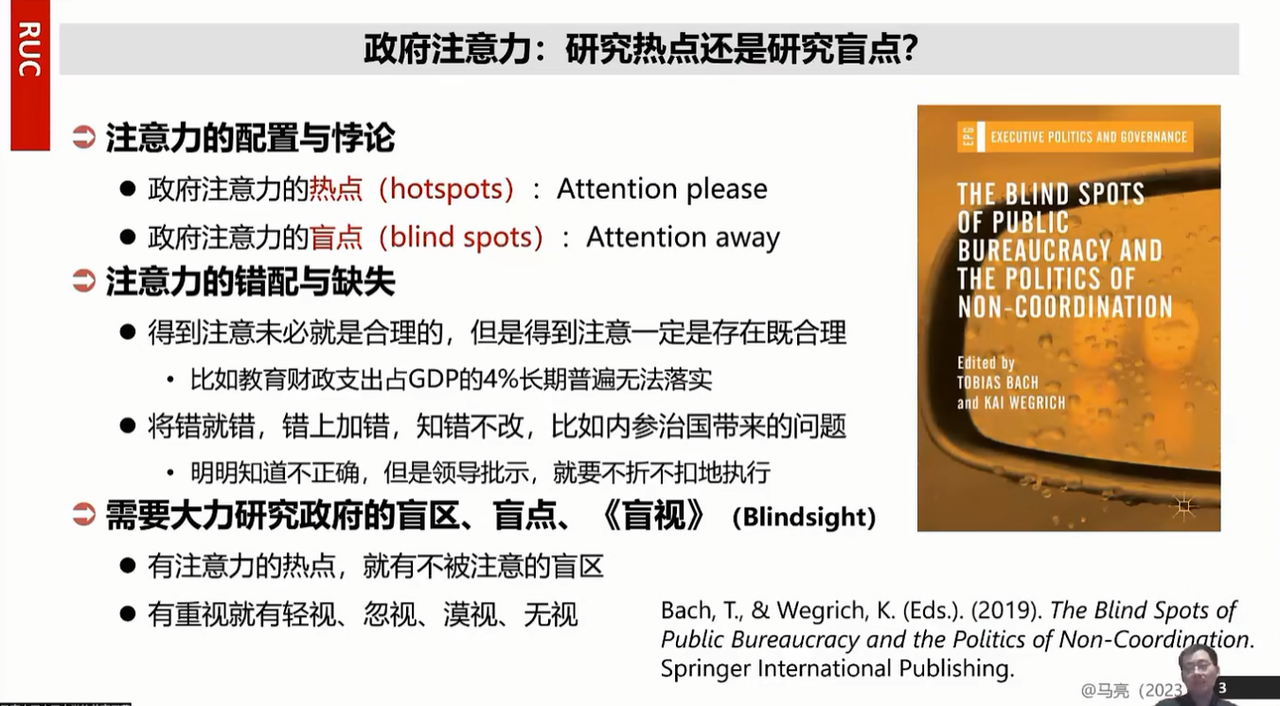 RUC
政府注意力：研究热点还是研究盲点？
注意力的配置与悖论
政府注意力的热点（hotspots）：Attention please
政府注意力的盲点（blind spots）：Attention away
注意力的错配与缺失
得到注意未必就是合理的，但是得到注意一定是存在既合理
比如教育财政支出占GDP的4%长期普遍无法落实
将错就错，错上加错，知错不改，比如内参治国带来的问题
明明知道不正确，但是领导批示，就要不折不扣地执行
需要大力研究政府的盲区、盲点、《盲视》（Blindsight）
有注意力的热点，就有不被注意的盲区
有重视就有轻视、忽视、漠视、无视
EPG
EXECUTIVE POLITICS AND GOVERNANCE
THE BLIND SPOTS
OF PUBLIC
BUREAUCRACY AND
THE POLITICS OF
NON-COORDINATION
Edited by
TOBIAS BACH
and KAI WEGRICH
Bach, T., & Wegrich, K. (Eds.). (2019). The Blind Spots of
Public Bureaucracy and the Politics of Non-Coordination.
Springer International Publishing.
@马亮（2023
3